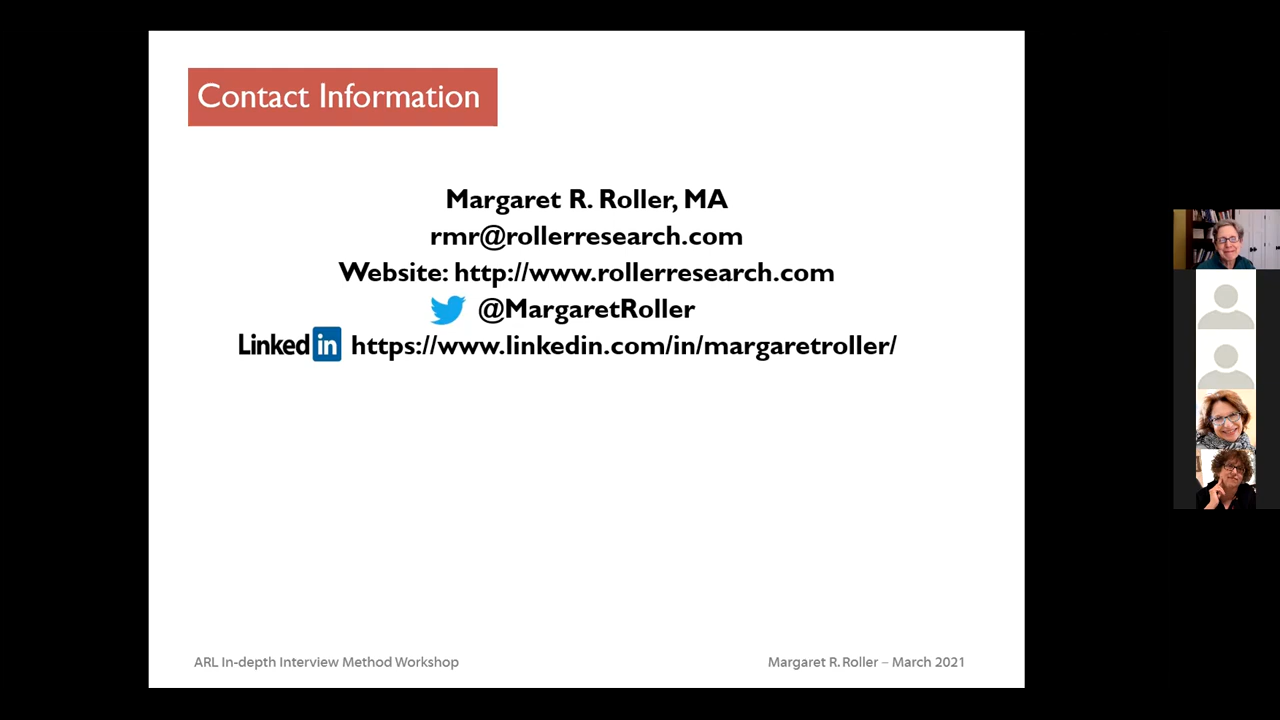 Contact Information
Margaret R. Roller, MA
rmr@rollerresearch.com
Website: http://www.rollerresearch.com
@MargaretRoller
Linked in https://www.linkedin.com/in/margaretroller/
ARL In-depth Interview Method Workshop
Margaret R. Roller – March 2021